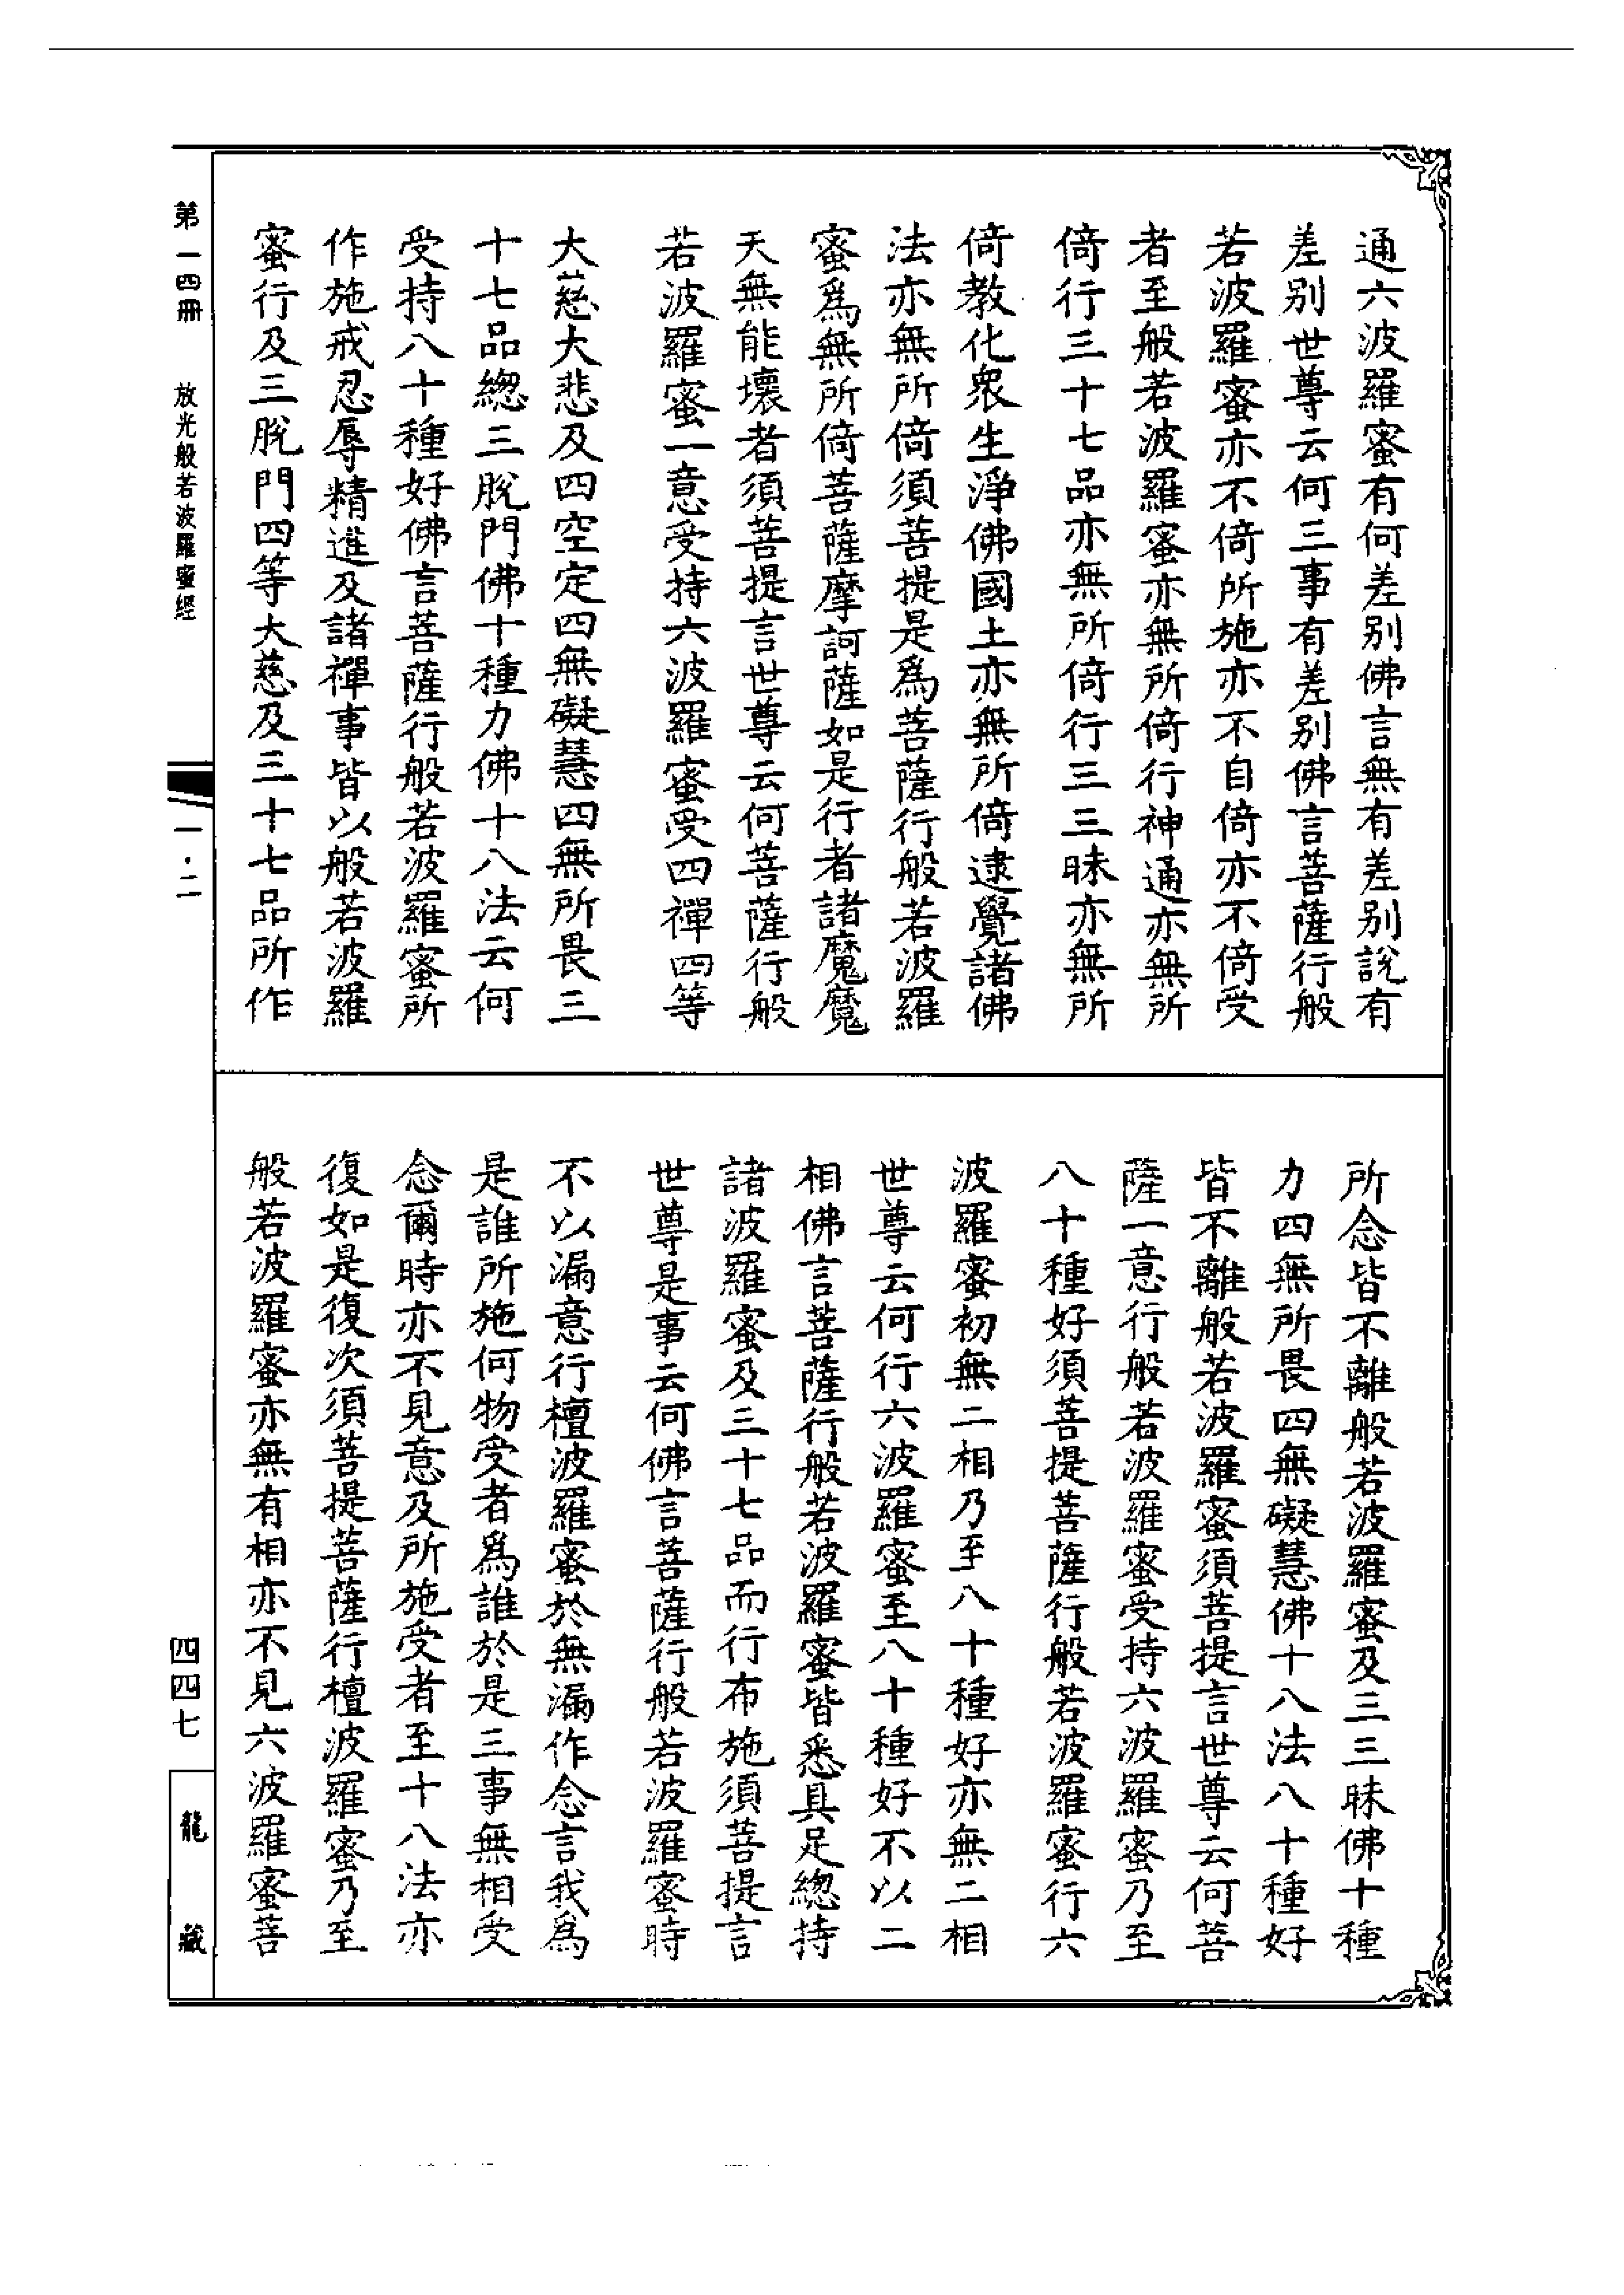 通六波羅蜜有何差别佛言無有差别說有
差别世尊云何三事有差别佛言菩薩行般
若波羅蜜亦不倚所施亦不自倚亦不倚受
者至般若波羅蜜亦無所倚行神通亦無所
倚行三十七品亦無所倚行三三昧亦無所
倚教化衆生淨佛國土亦無所倚逮覺諸佛
法亦無所倚須菩提是爲菩薩行般若波羅
蜜爲無所倚菩薩摩訶薩如是行者諸魔魔
天無能壞者須菩提言世尊云何菩薩行般
若波羅蜜一意受持六波羅蜜受四禪四等
大慈大悲及四空定四無礙慧四無所畏三
十七品總三脫門佛十種力佛十八法云何
受持八十種好佛言菩薩行般若波羅蜜所
作施戒忍辱精進及諸禪事皆以般若波羅
蜜行及三脫門四等大慈及三十七品所作
所念皆不離般若波羅蜜及三三昧佛十種
力四無所畏四無礙慧佛十八法八十種好
皆不離般若波羅蜜須菩提言世尊云何菩
薩一意行般若波羅蜜受持六波羅蜜乃至
八十種好須菩提菩薩行般若波羅蜜行六
波羅蜜初無二相乃至八十種好亦無二相
世尊云何行六波羅蜜至八十種好不以二
相佛言菩薩行般若波羅蜜皆悉具足總持
諸波羅蜜及三十七品而行布施須菩提言
世尊是事云何佛言菩薩行般若波羅蜜時
不以漏意行檀波羅蜜於無漏作念言我爲
是誰所施何物受者爲誰於是三事無相受
念爾時亦不見意及所施受者至十八法亦
復如是復次須菩提菩薩行檀波羅蜜乃至
般若波羅蜜亦無有相亦不見六波羅蜜菩
第一四冊 放光般若波羅蜜經 一·二 四四七 龍藏